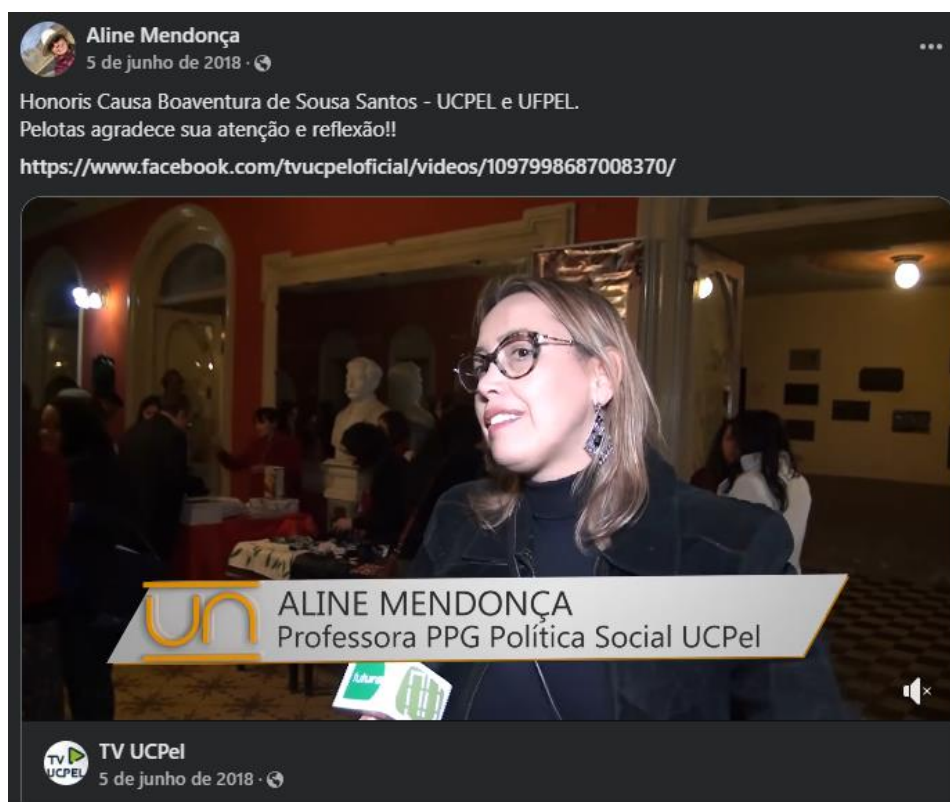 Aline Mendonça
5 de junho de 2018 ·
Honoris Causa Boaventura de Sousa Santos - UCPEL e UFPEL.
Pelotas agradece sua atenção e reflexão!!
https://www.facebook.com/tvucpeloficial/videos/1097998687008370/
un
ALINE MENDONÇA
Professora PPG Política Social UCPel
futura
TV UCPEL
TV UCPel
5 de junho de 2018 ·